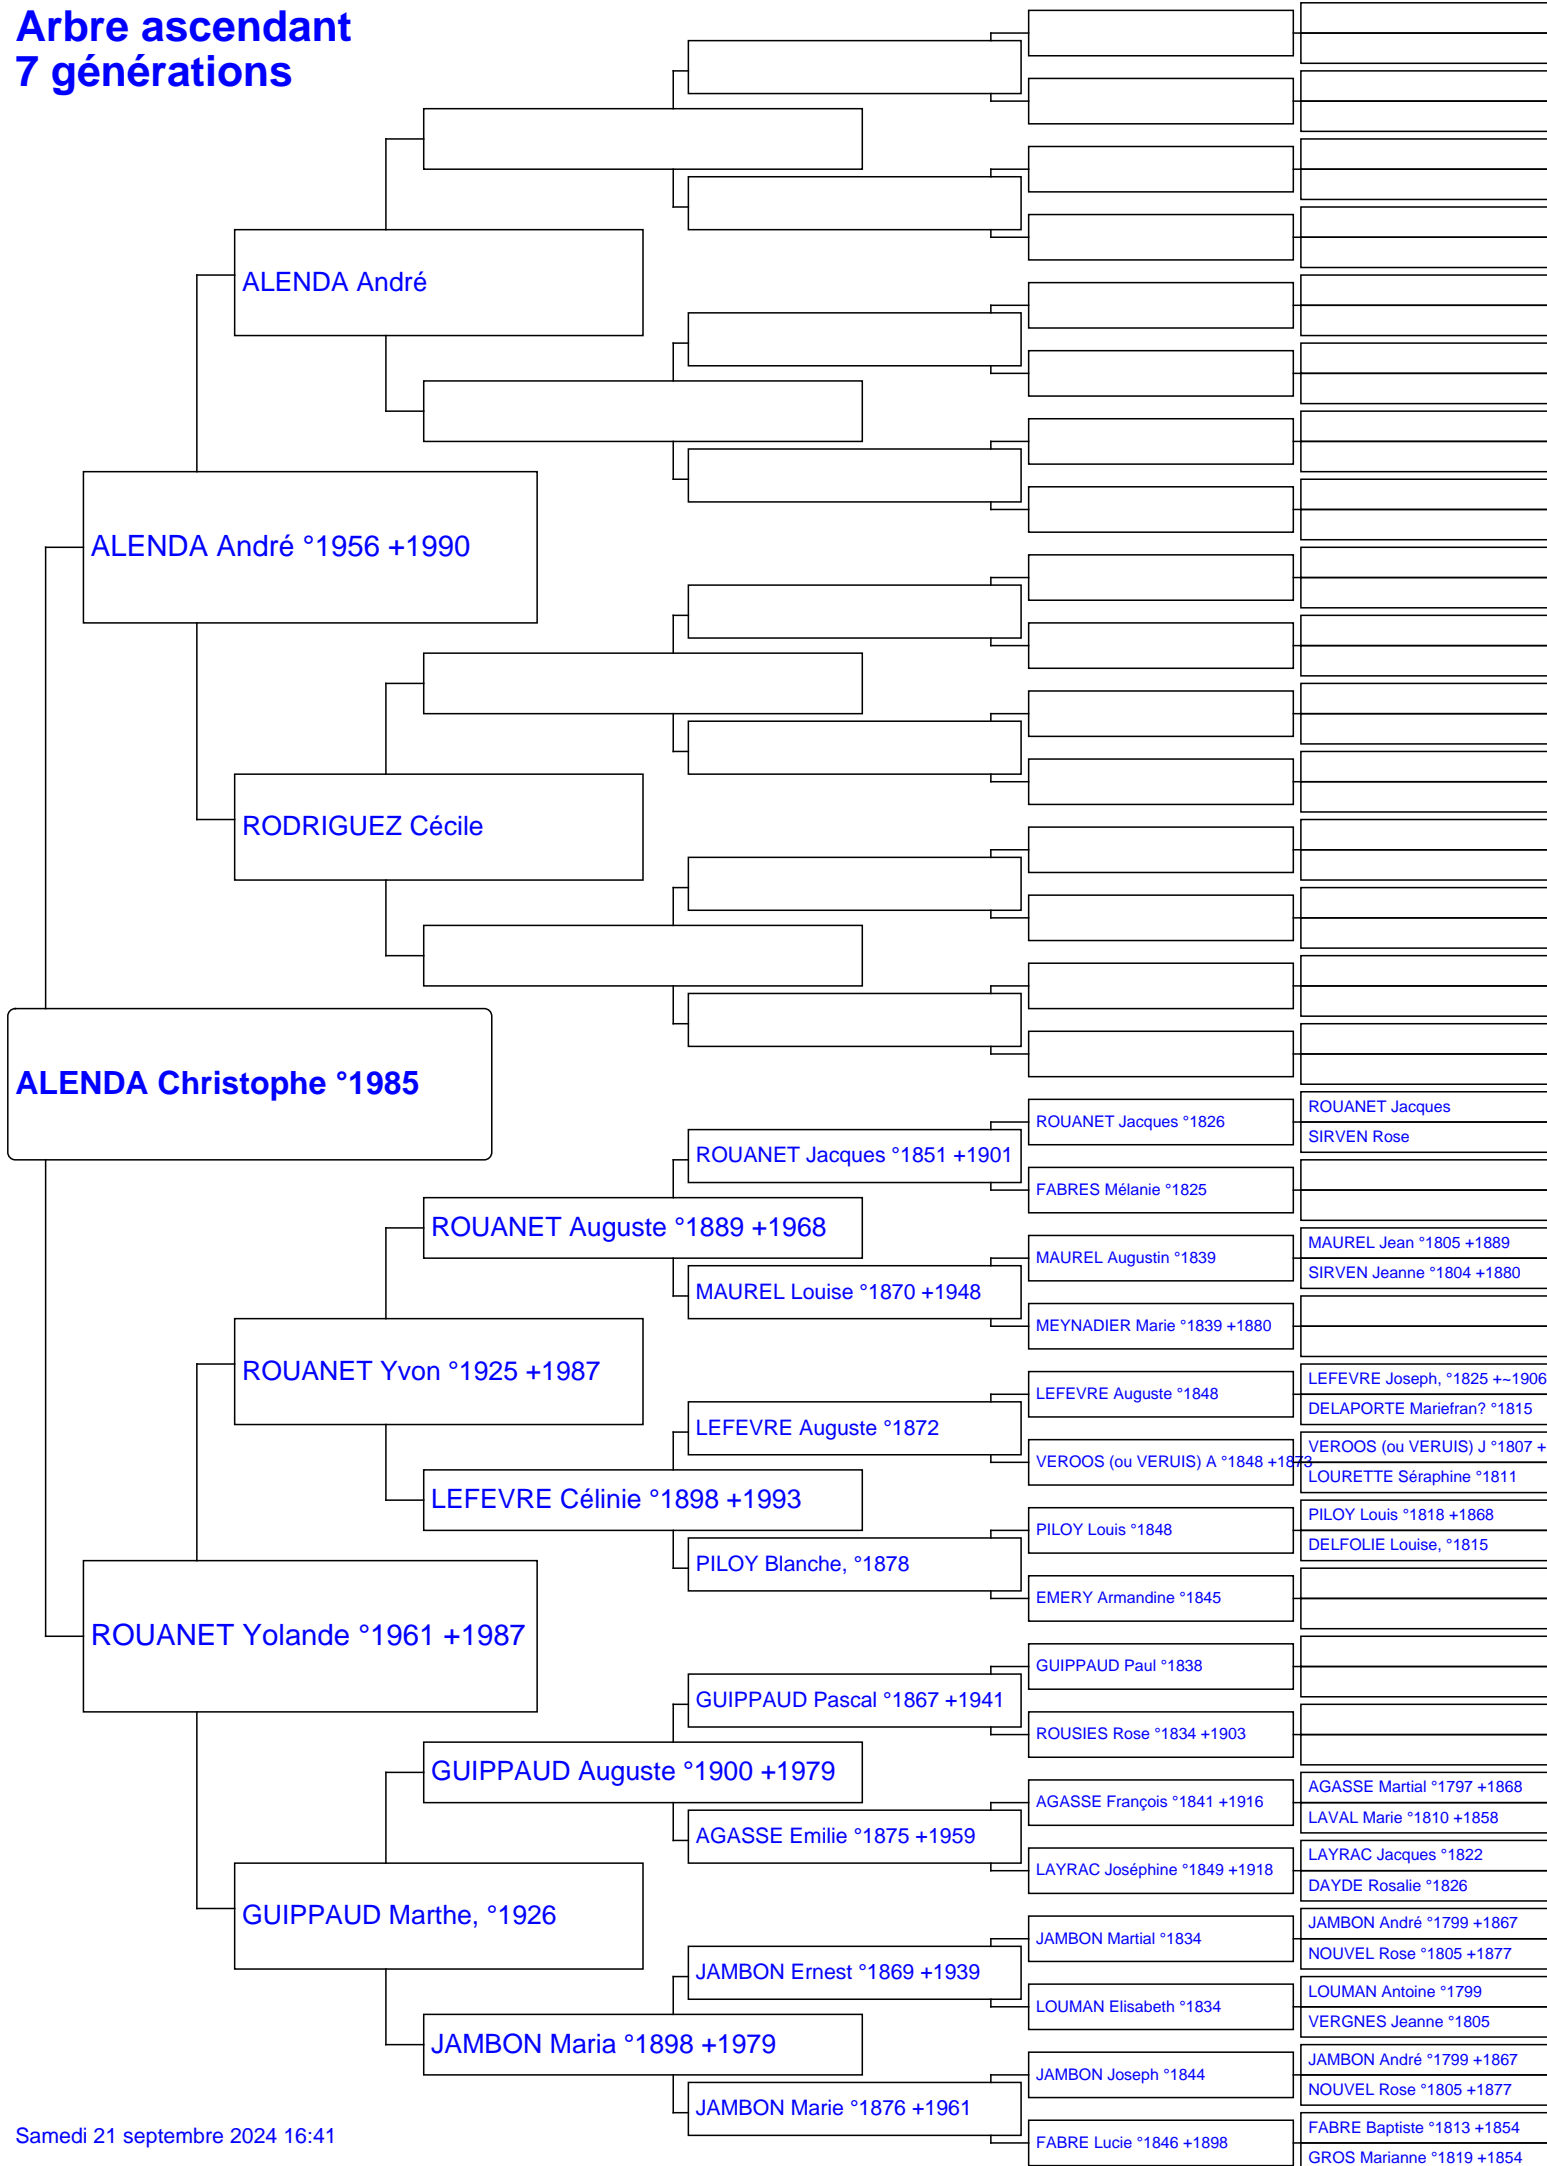 Arbre ascendant
7 générations
ALENDA André
ALENDA André °1956 +1990
RODRIGUEZ Cécile
ALENDA Christophe °1985
ROUANET Jacques
ROUANET Jacques °1826
SIRVEN Rose
ROUANET Jacques °1851 +1901
FABRES Mélanie °1825
ROUANET Auguste °1889 +1968
MAUREL Jean °1805 +1889
MAUREL Augustin °1839
SIRVEN Jeanne °1804 +1880
MAUREL Louise °1870 +1948
MEYNADIER Marie °1839 +1880
ROUANET Yvon °1925 +1987
LEFEVRE Joseph, °1825 +~1906
LEFEVRE Auguste °1848
DELAPORTE Mariefran? °1815
LEFEVRE Auguste °1872
VEROOS (ou VERUIS) J °1807 +
VEROOS (ou VERUIS) A °1848 +1873
LOURETTE Séraphine °1811
LEFEVRE Célinie °1898 +1993
PILOY Louis °1818 +1868
PILOY Louis °1848
DELFOLIE Louise, °1815
PILOY Blanche, °1878
EMERY Armandine °1845
ROUANET Yolande °1961 +1987
GUIPPAUD Paul °1838
GUIPPAUD Pascal °1867 +1941
ROUSIES Rose °1834 +1903
GUIPPAUD Auguste °1900 +1979
AGASSE Martial °1797 +1868
AGASSE François °1841 +1916
LAVAL Marie °1810 +1858
AGASSE Emilie °1875 +1959
LAYRAC Jacques °1822
LAYRAC Joséphine °1849 +1918
DAYDE Rosalie °1826
GUIPPAUD Marthe, °1926
JAMBON André °1799 +1867
JAMBON Martial °1834
NOUVEL Rose °1805 +1877
JAMBON Ernest °1869 +1939
LOUMAN Antoine °1799
LOUMAN Elisabeth °1834
VERGNES Jeanne °1805
JAMBON Maria °1898 +1979
JAMBON André °1799 +1867
JAMBON Joseph °1844
NOUVEL Rose °1805 +1877
JAMBON Marie °1876 +1961
FABRE Baptiste °1813 +1854
FABRE Lucie °1846 +1898
GROS Marianne °1819 +1854
Samedi 21 septembre 2024 16:41